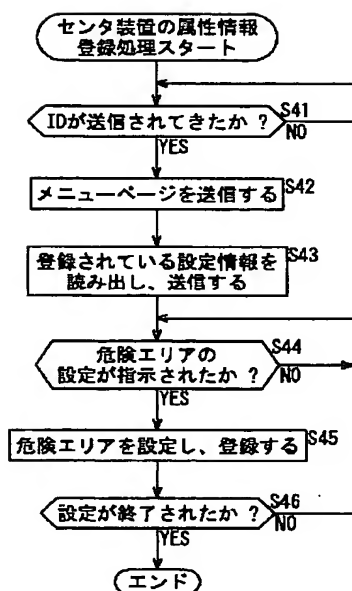 センタ装置の属性情報
登録処理スタート
IDが送信されてきたか ?
S41
NO
YES
メニューページを送信する
S42
登録されている設定情報を
読み出し、送信する
S43
危険エリアの
設定が指示されたか ?
S44
NO
YES
危険エリアを設定し、登録する
S45
設定が終了されたか ?
S46
NO
YES
エンド